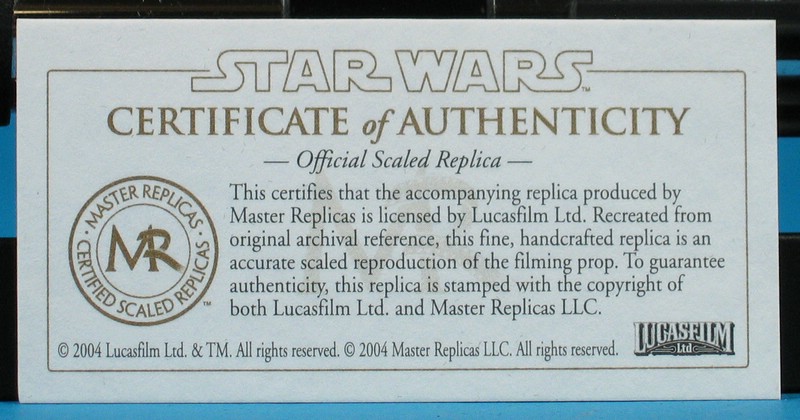 STAR WARS™
CERTIFICATE of AUTHENTICITY
— Official Scaled Replica —
MASTER REPLICAS · CERTIFIED SCALED REPLICAS ·
MR
™
This certifies that the accompanying replica produced by
Master Replicas is licensed by Lucasfilm Ltd. Recreated from
original archival reference, this fine, handcrafted replica is an
accurate scaled reproduction of the filming prop. To guarantee
authenticity, this replica is stamped with the copyright of
both Lucasfilm Ltd. and Master Replicas LLC.
© 2004 Lucasfilm Ltd. & TM. All rights reserved. © 2004 Master Replicas LLC. All rights reserved.
LUCASFILM
Ltd